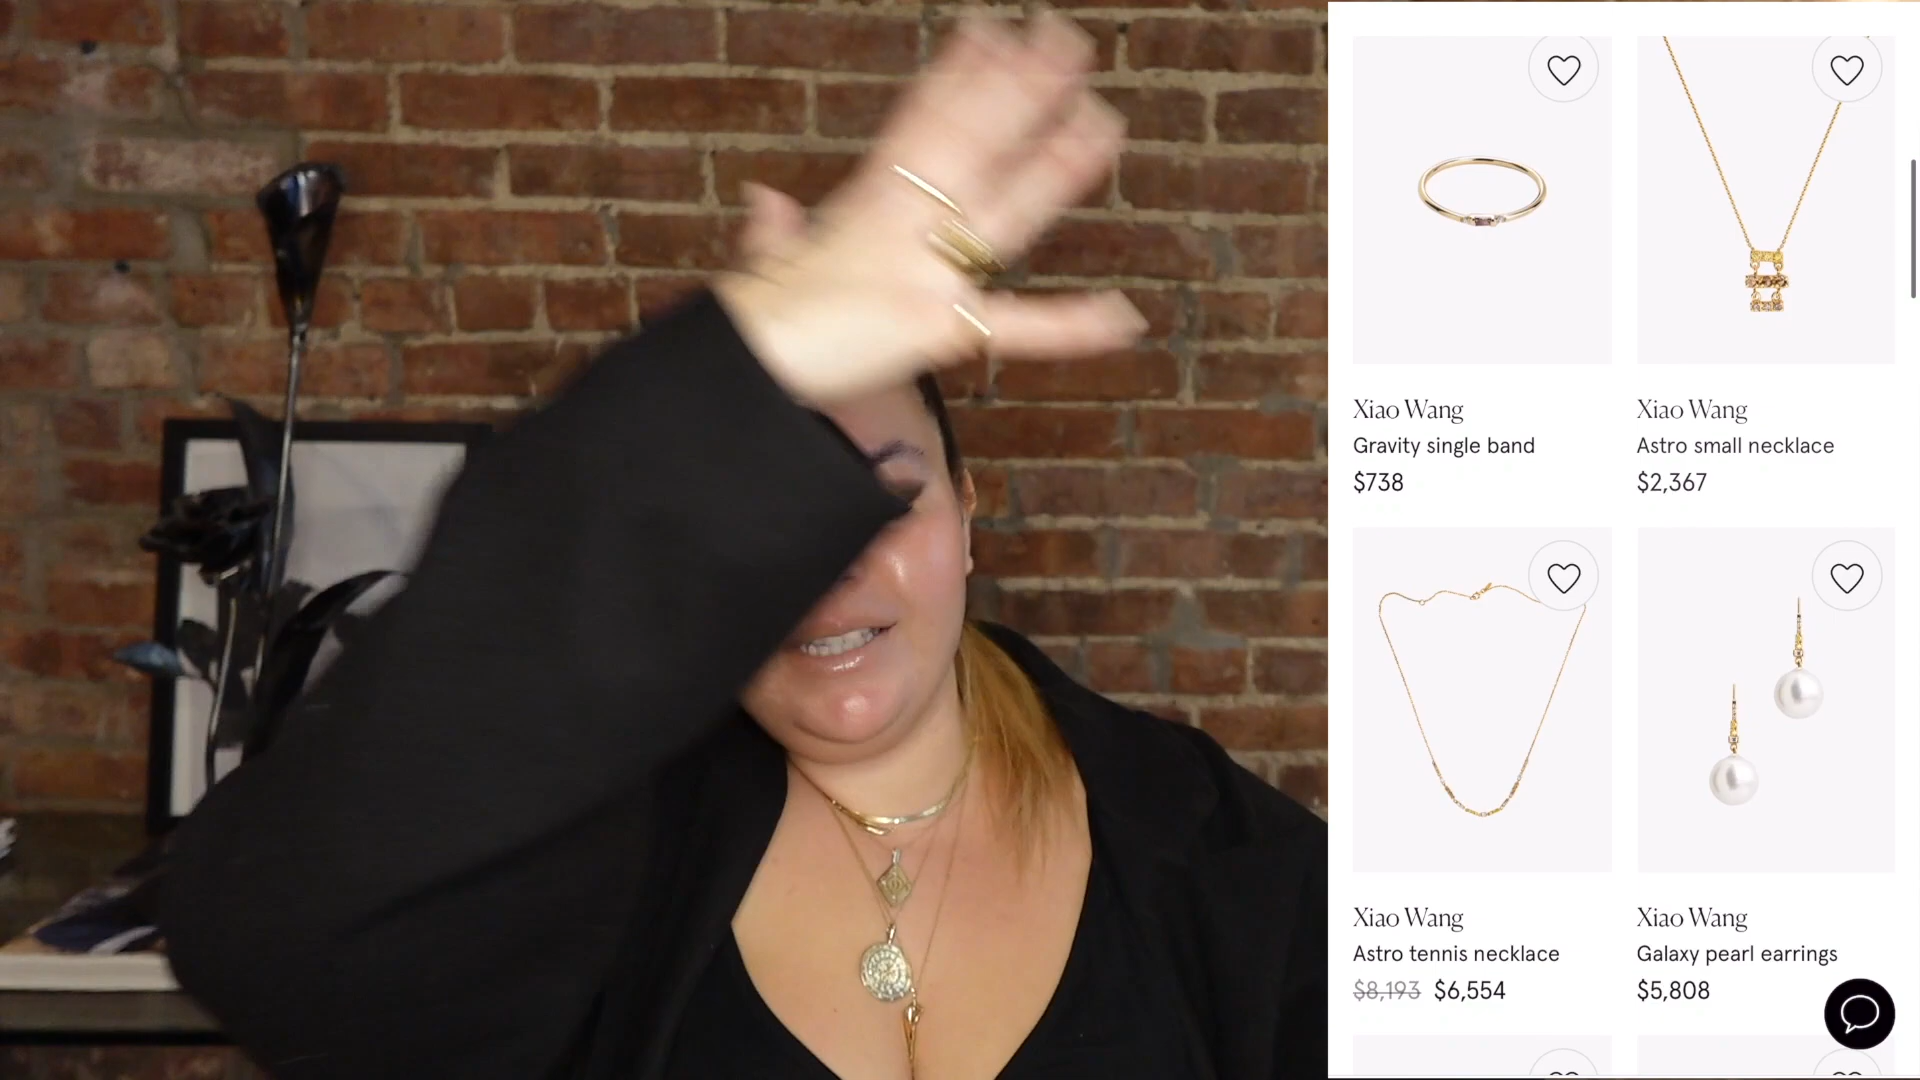 Xiao Wang
Gravity single band
$738
Xiao Wang
Astro small necklace
$2,367
Xiao Wang
Astro tennis necklace
$8,193 $6,554
Xiao Wang
Galaxy pearl earrings
$5,808